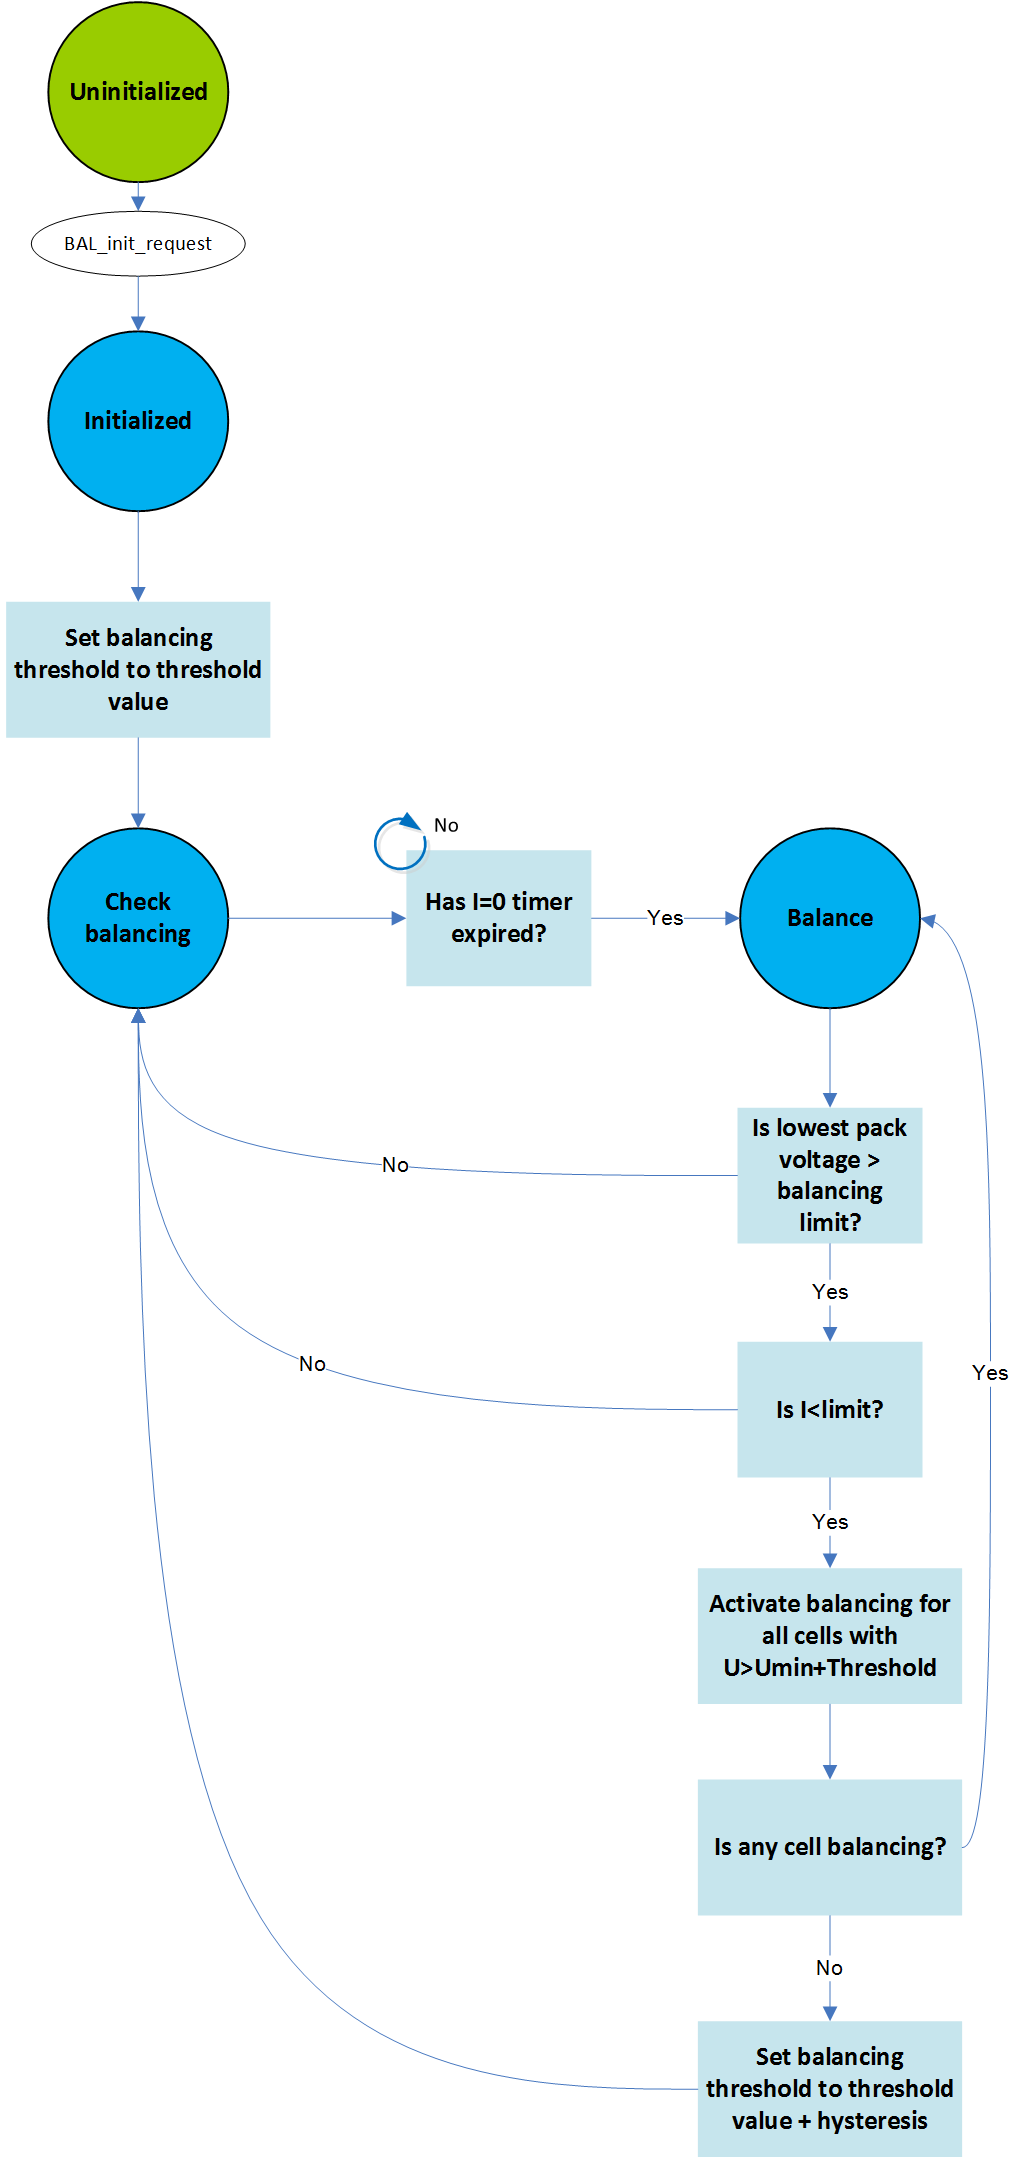 Uninitialized
BAL_init_request
Initialized
Set balancing
threshold to threshold
value
Check
balancing
No
Has I=0 timer
expired?
Yes
Balance
Is lowest pack
voltage >
balancing
limit?
No
Yes
Is I<limit?
No
Yes
Yes
Activate balancing for
all cells with
U>Umin+Threshold
Is any cell balancing?
No
Set balancing
threshold to threshold
value + hysteresis